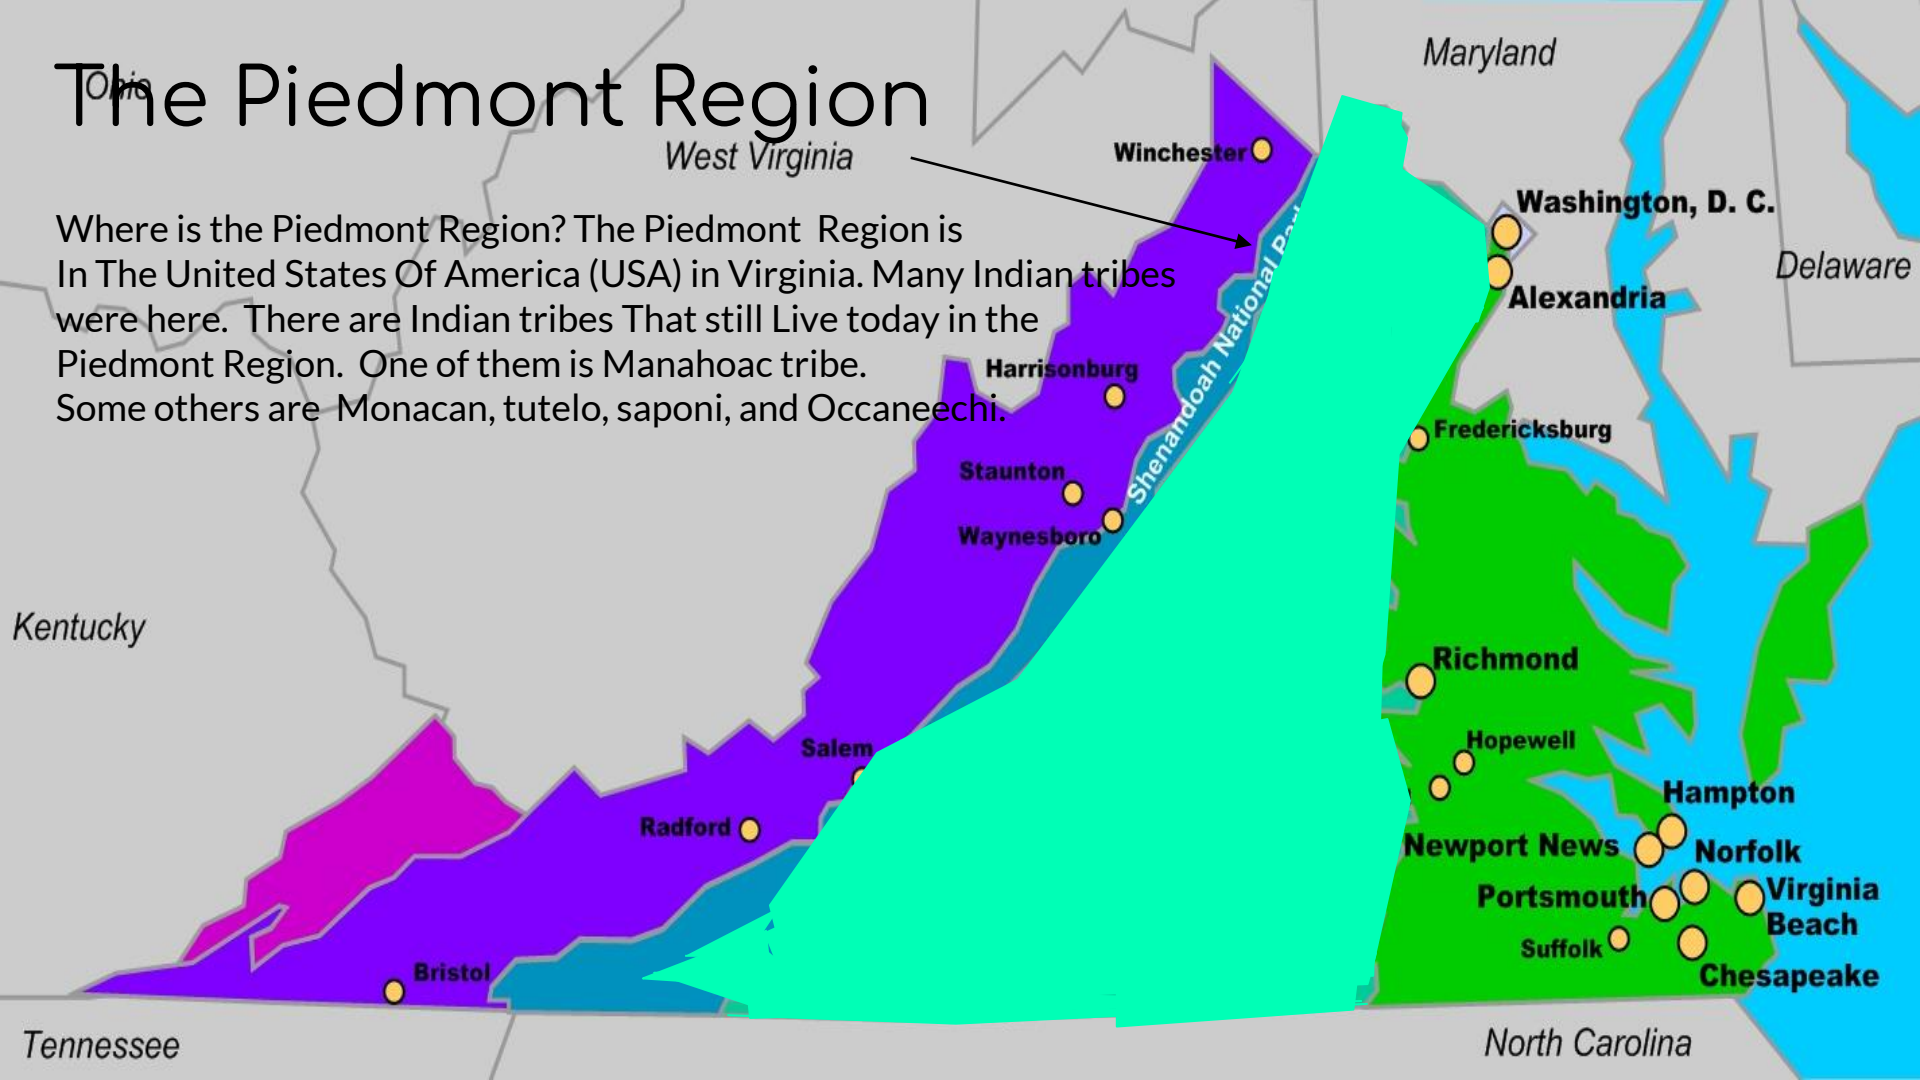 The Piedmont Region
Ohio
West Virginia
Maryland
Winchester
Washington, D. C.
Where is the Piedmont  Region? The Piedmont  Region is
In The United States Of America (USA) in Virginia. Many Indian tribes
were here.  There are Indian tribes That still Live today in the
Piedmont Region.  One of them is Manahoac tribe.
Some others are  Monacan, tutelo, saponi, and Occaneechi.
Delaware
Alexandria
Shenandoah National Park
Harrisonburg
Fredericksburg
Staunton
Waynesboro
Kentucky
Richmond
Salem
Hopewell
Hampton
Radford
Newport News
Norfolk
Portsmouth
Virginia
Beach
Suffolk
Bristol
Chesapeake
Tennessee
North Carolina